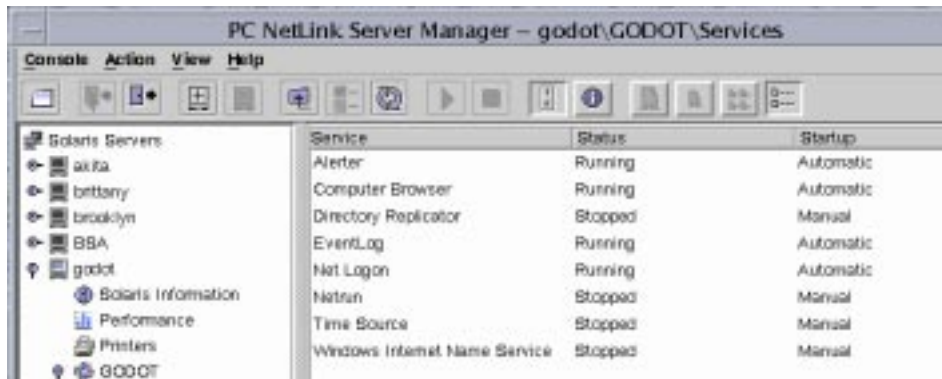 PC NetLink Server Manager – godot\GODOT\Services
Console Action View Help
Solaris Servers
akita
brittany
brooklyn
BSA
godot
Solaris Information
Performance
Printers
GODOT
Service Status Startup
Alerter Running Automatic
Computer Browser Running Automatic
Directory Replicator Stopped Manual
EventLog Running Automatic
Net Logon Running Automatic
Netrun Stopped Manual
Time Source Stopped Manual
Windows Internet Name Service Stopped Manual